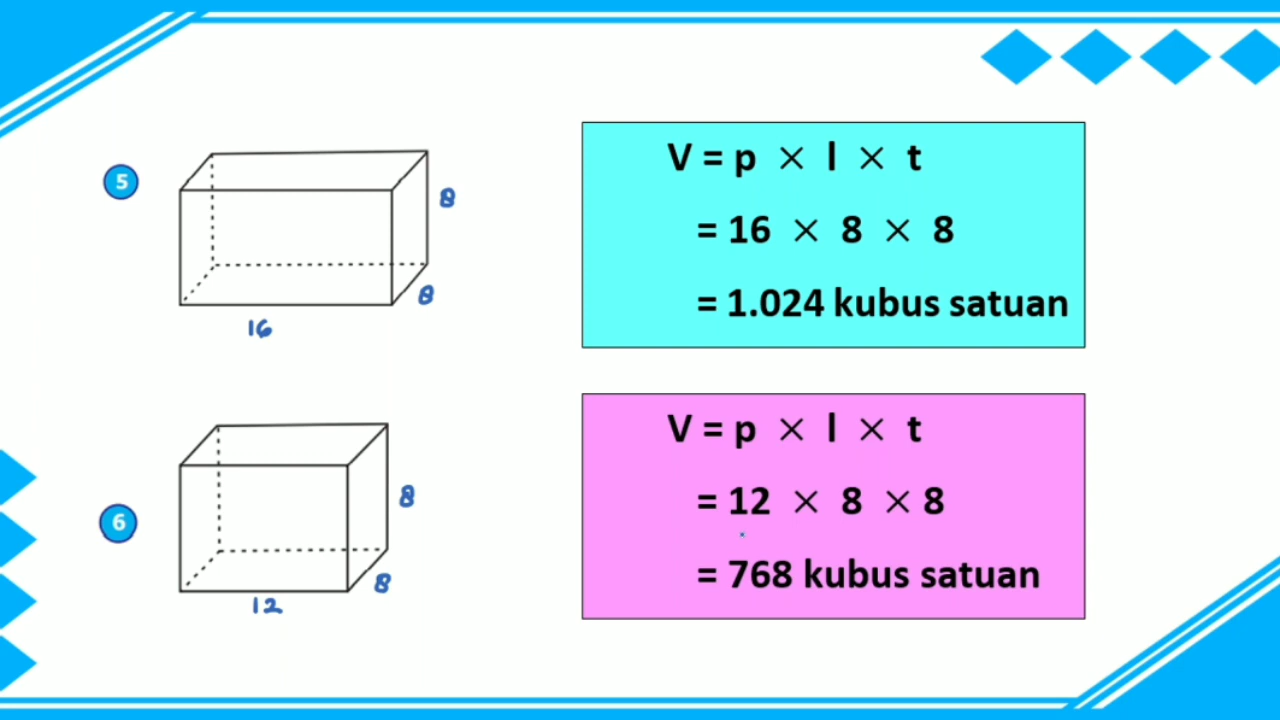 5
8
8
16
V = p × l × t
= 16 × 8 × 8
= 1.024 kubus satuan
6
8
8
12
V = p × l × t
= 12 × 8 × 8
= 768 kubus satuan